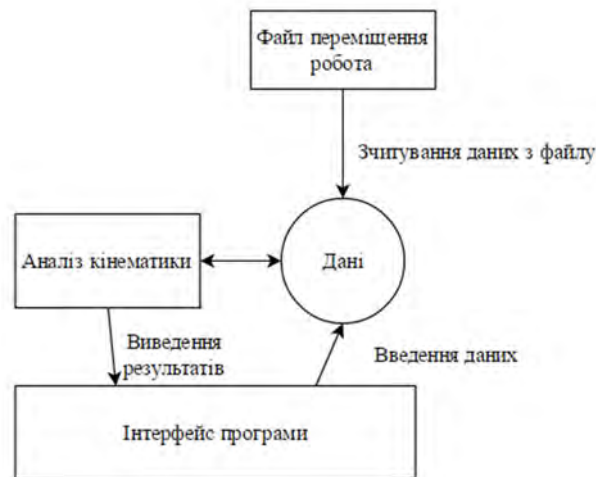 Файл переміщення
робота
Зчитування даних з файлу
Аналіз кінематики
Дані
Виведення
результатів
Введення даних
Інтерфейс програми